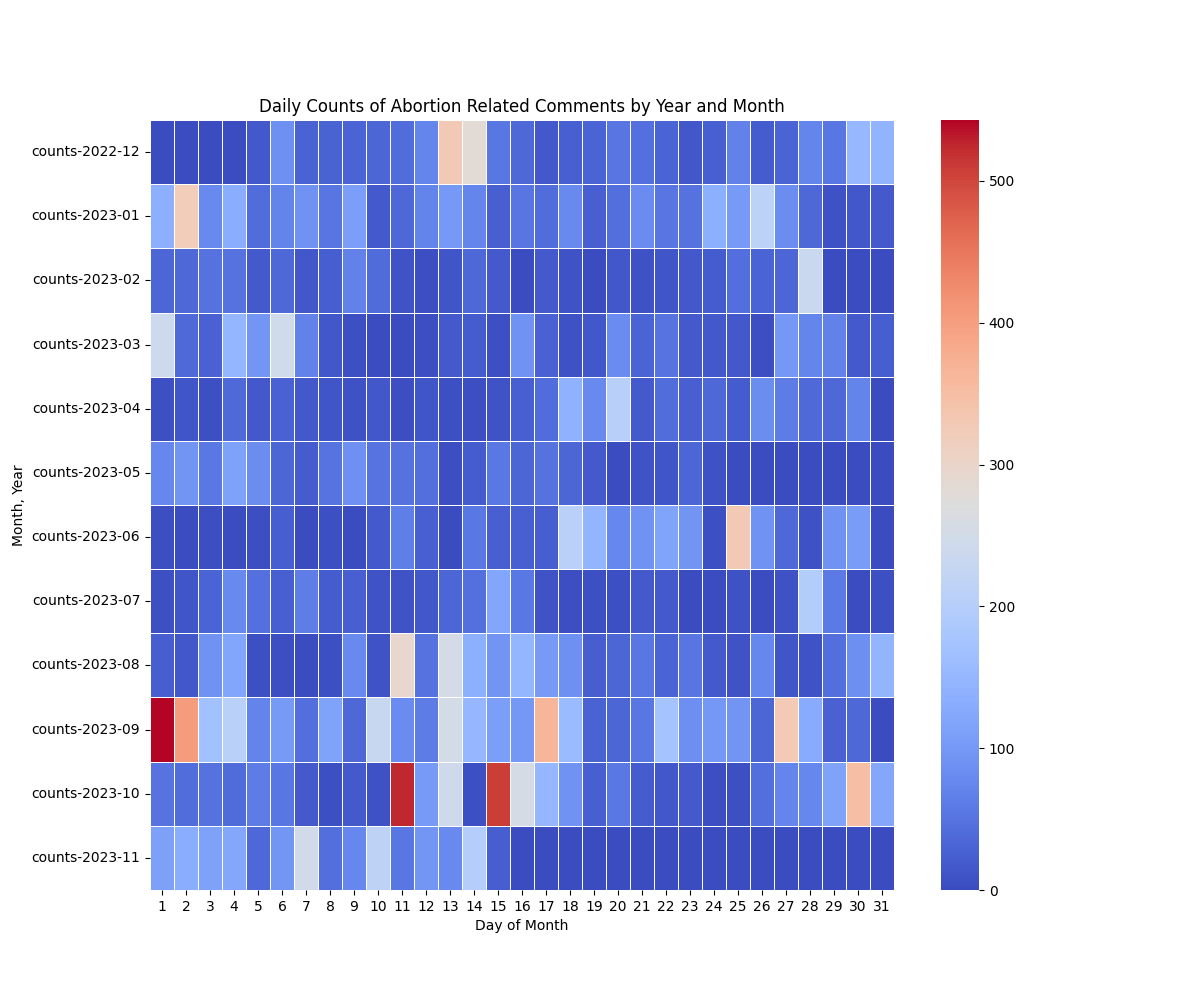 Daily Counts of Abortion Related Comments by Year and Month
counts-2022-12
counts-2023-01
counts-2023-02
counts-2023-03
counts-2023-04
counts-2023-05
counts-2023-06
counts-2023-07
counts-2023-08
counts-2023-09
counts-2023-10
counts-2023-11
Month, Year
1 2 3 4 5 6 7 8 9 10 11 12 13 14 15 16 17 18 19 20 21 22 23 24 25 26 27 28 29 30 31
Day of Month
500
400
300
200
100
0